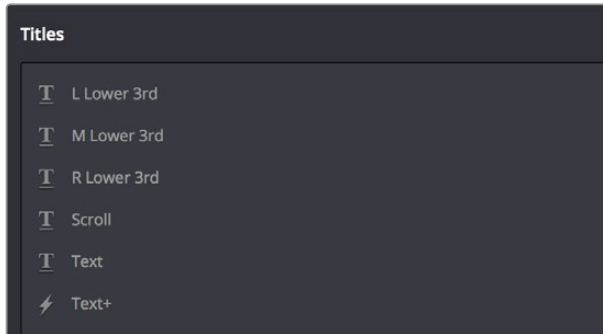 Titles
L Lower 3rd
M Lower 3rd
R Lower 3rd
Scroll
Text
Text+